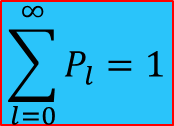 ∞
∑ P_l = 1
l=0